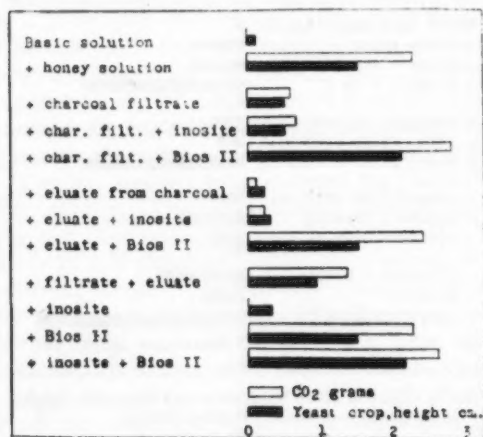 Basic solution
+ honey solution
+ charcoal filtrate
+ char. filt. + inosite
+ char. filt. + Bios II
+ eluate from charcoal
+ eluate + inosite
+ eluate + Bios II
+ filtrate + eluate
+ inosite
+ Bios II
+ inosite + Bios II
CO2 grams
Yeast crop, height cm.
0 1 2 3